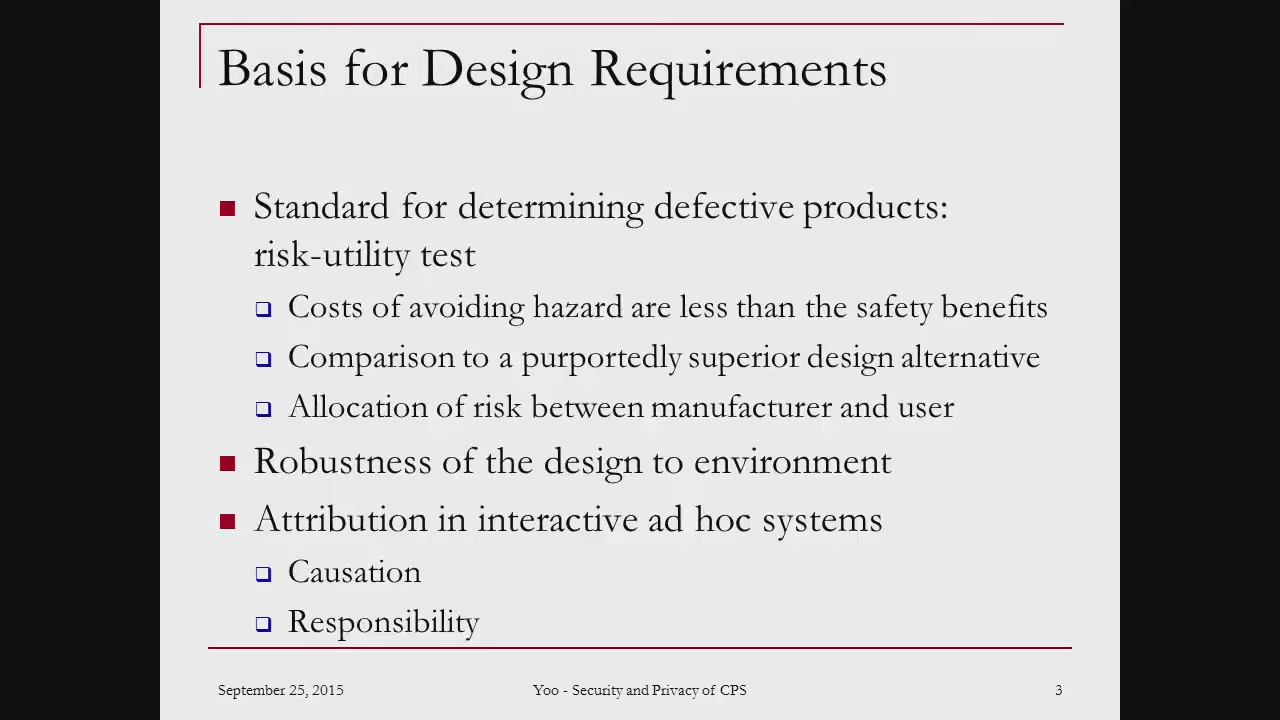 Basis for Design Requirements
Standard for determining defective products:
risk-utility test
Costs of avoiding hazard are less than the safety benefits
Comparison to a purportedly superior design alternative
Allocation of risk between manufacturer and user
Robustness of the design to environment
Attribution in interactive ad hoc systems
Causation
Responsibility
September 25, 2015
Yoo - Security and Privacy of CPS
3